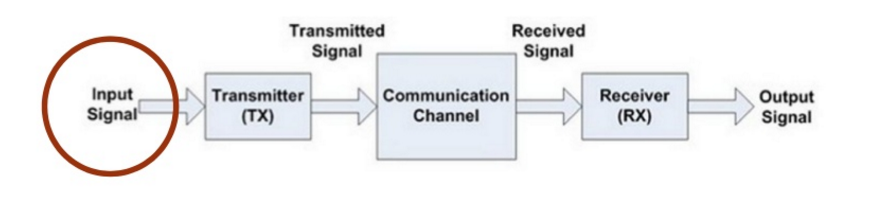 Input
Signal
Transmitter
(TX)
Transmitted
Signal
Communication
Channel
Received
Signal
Receiver
(RX)
Output
Signal